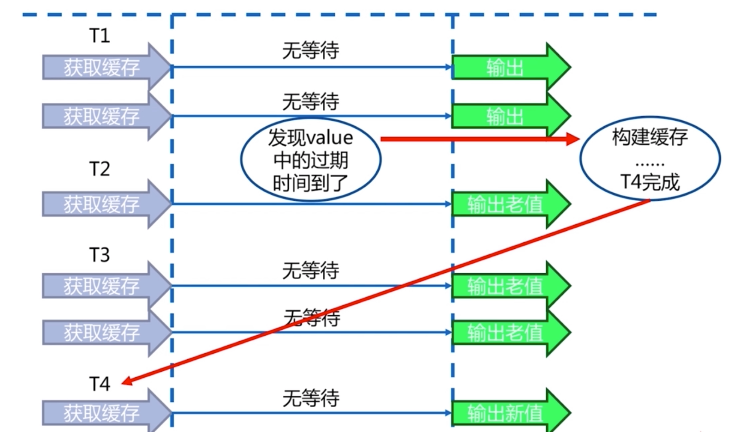 T1
获取缓存
无等待
输出
获取缓存
无等待
输出
发现value
中的过期
时间到了
构建缓存
……
T4完成
T2
获取缓存
输出老值
T3
获取缓存
无等待
输出老值
获取缓存
无等待
输出老值
T4
获取缓存
无等待
输出新值